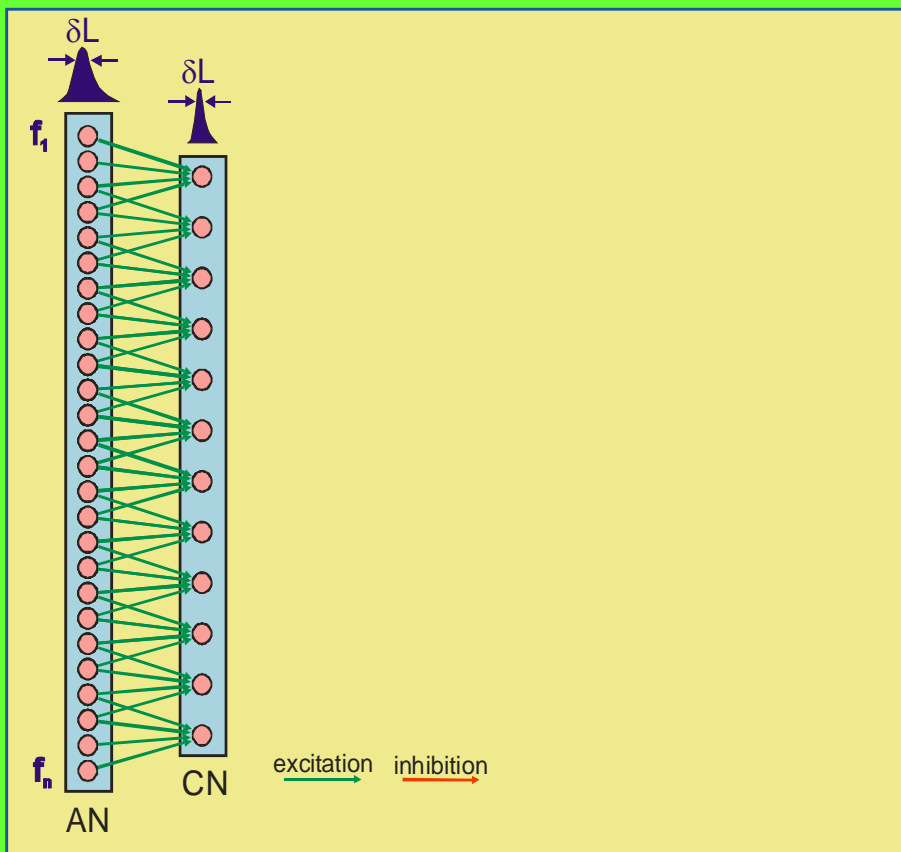 δL
δL
f₁
fₙ
excitation inhibition
CN
AN